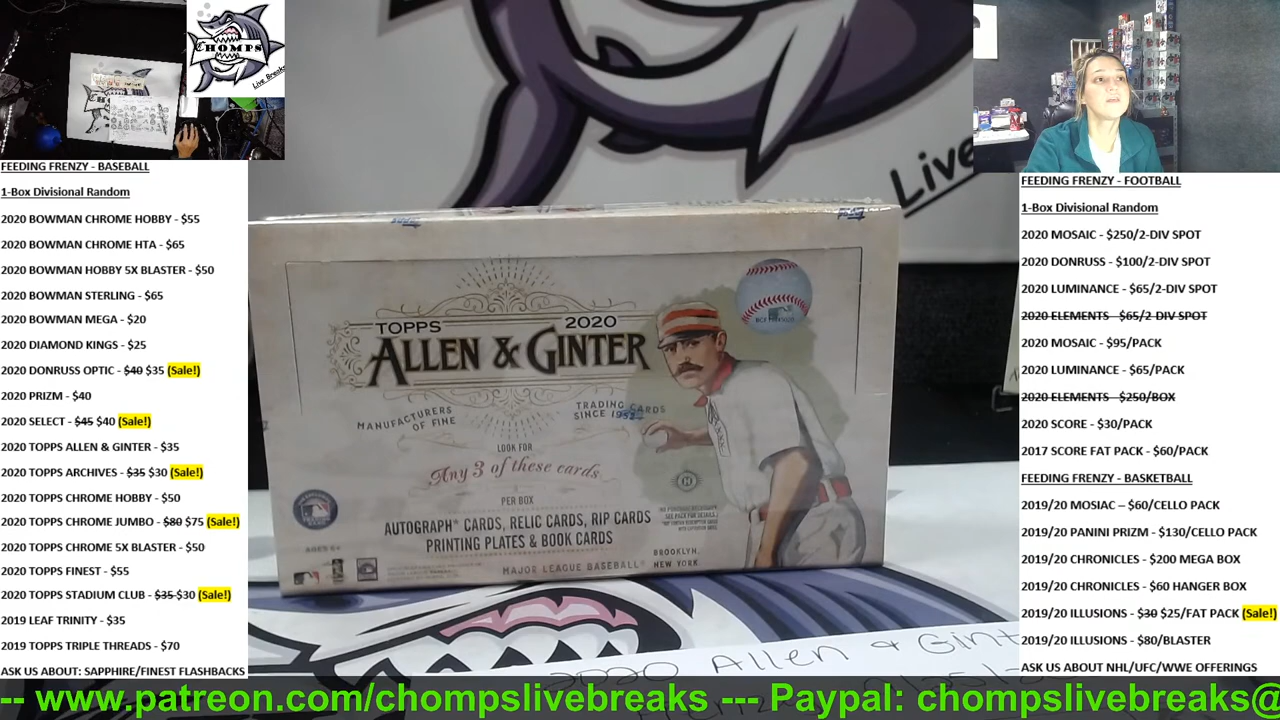 CHOMPS
Live Breaks
FEEDING FRENZY - BASEBALL
1-Box Divisional Random
2020 BOWMAN CHROME HOBBY - $55
2020 BOWMAN CHROME HTA - $65
2020 BOWMAN HOBBY 5X BLASTER - $50
2020 BOWMAN STERLING - $65
2020 BOWMAN MEGA - $20
2020 DIAMOND KINGS - $25
2020 DONRUSS OPTIC - $40 $35 (Sale!)
2020 PRIZM - $40
2020 SELECT - $45 $40 (Sale!)
2020 TOPPS ALLEN & GINTER - $35
2020 TOPPS ARCHIVES - $35 $30 (Sale!)
2020 TOPPS CHROME HOBBY - $50
2020 TOPPS CHROME JUMBO - $80 $75 (Sale!)
2020 TOPPS CHROME 5X BLASTER - $50
2020 TOPPS FINEST - $55
2020 TOPPS STADIUM CLUB - $35 $30 (Sale!)
2019 LEAF TRINITY - $35
2019 TOPPS TRIPLE THREADS - $70
ASK US ABOUT: SAPPHIRE/FINEST FLASHBACKS
Live
TOPPS 2020
ALLEN & GINTER
MANUFACTURERS OF FINE
TRADING CARDS SINCE 1952
LOOK FOR
Any 3 of these cards
PER BOX
AUTOGRAPH* CARDS, RELIC CARDS, RIP CARDS
PRINTING PLATES & BOOK CARDS
MAJOR LEAGUE BASEBALL
BROOKLYN,
NEW YORK
AGES 6+
2020 Allen & Gint
FEEDING FRENZY - FOOTBALL
1-Box Divisional Random
2020 MOSAIC - $250/2-DIV SPOT
2020 DONRUSS - $100/2-DIV SPOT
2020 LUMINANCE - $65/2-DIV SPOT
2020 ELEMENTS - $65/2 DIV SPOT
2020 MOSAIC - $95/PACK
2020 LUMINANCE - $65/PACK
2020 ELEMENTS - $250/BOX
2020 SCORE - $30/PACK
2017 SCORE FAT PACK - $60/PACK
FEEDING FRENZY - BASKETBALL
2019/20 MOSIAC – $60/CELLO PACK
2019/20 PANINI PRIZM - $130/CELLO PACK
2019/20 CHRONICLES - $200 MEGA BOX
2019/20 CHRONICLES - $60 HANGER BOX
2019/20 ILLUSIONS - $30 $25/FAT PACK (Sale!)
2019/20 ILLUSIONS - $80/BLASTER
ASK US ABOUT NHL/UFC/WWE OFFERINGS
-- www.patreon.com/chompslivebreaks --- Paypal: chompslivebreaks@